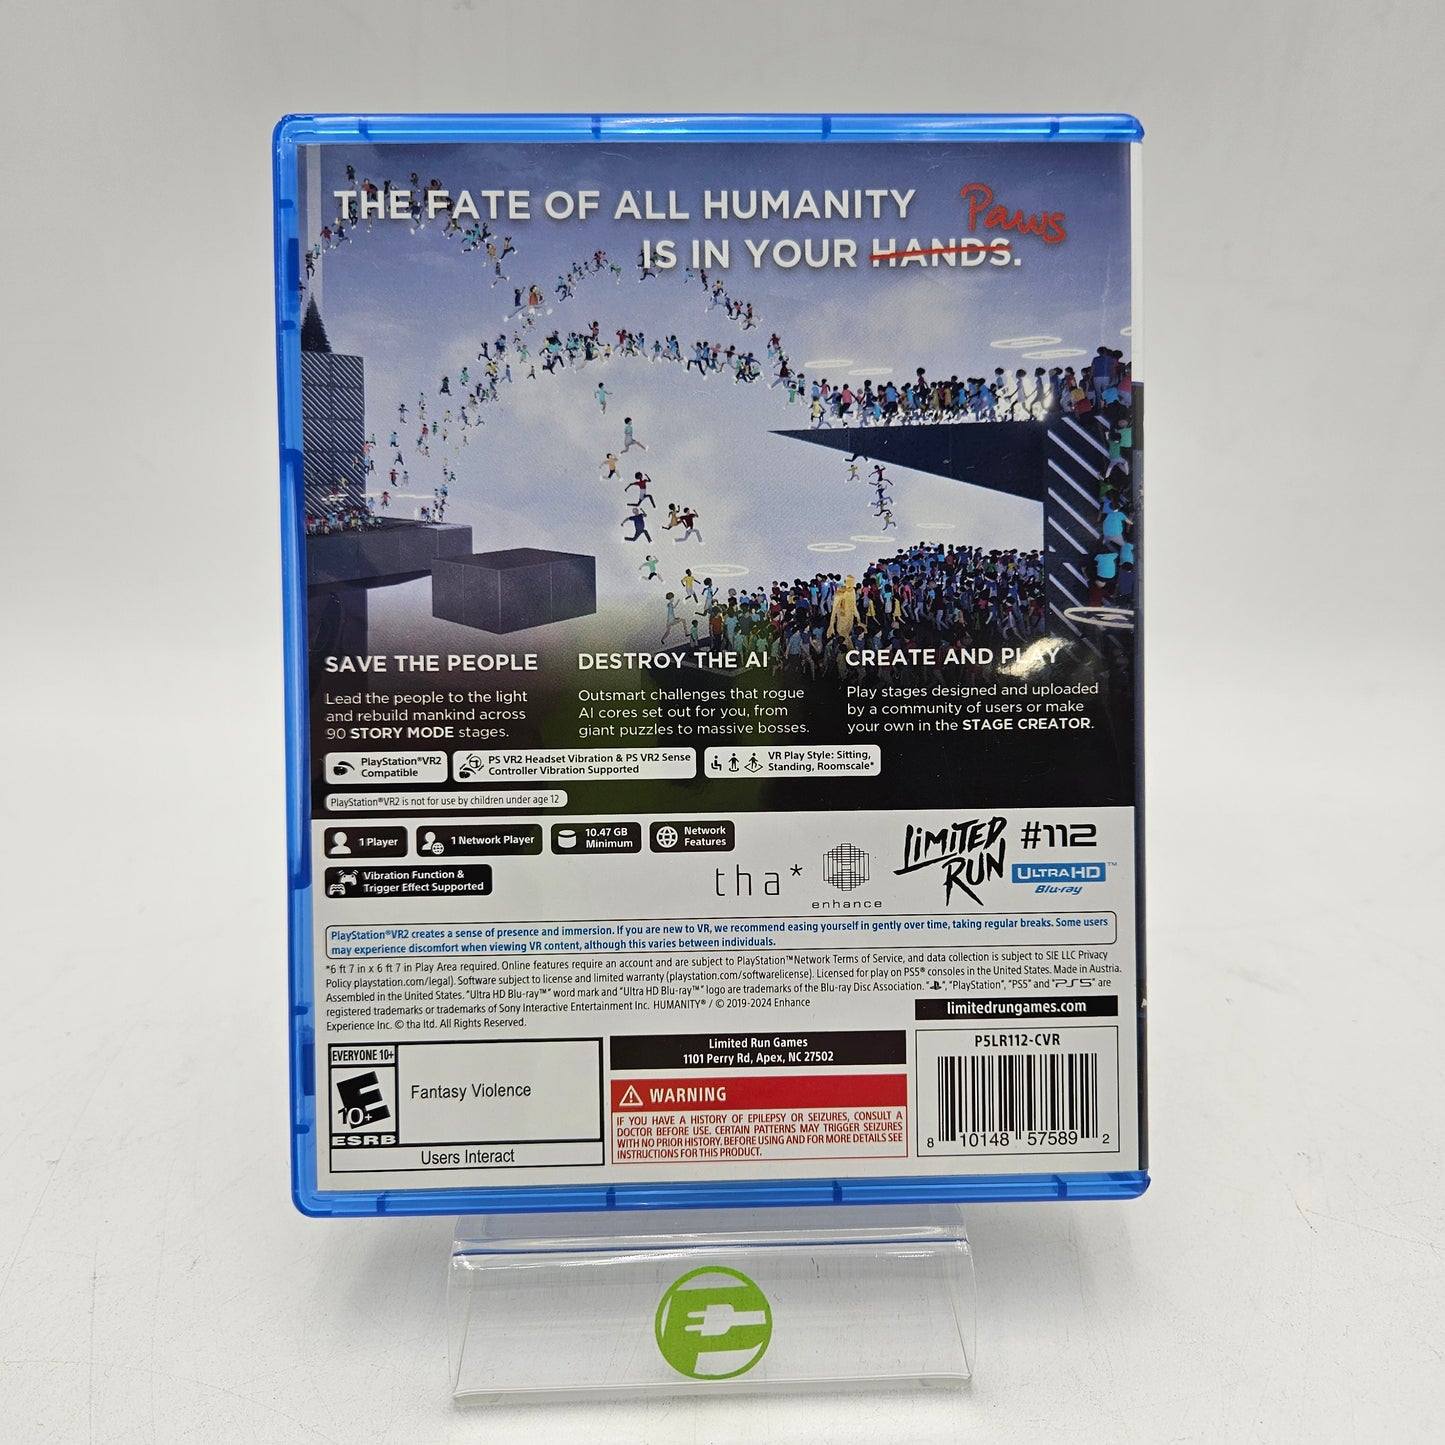 THE FATE OF ALL HUMANITY
Paws
IS IN YOUR HANDS.
SAVE THE PEOPLE
Lead the people to the light
and rebuild mankind across
90 STORY MODE stages.
DESTROY THE AI
Outsmart challenges that rogue
AI cores set out for you, from
giant puzzles to massive bosses.
CREATE AND PLAY
Play stages designed and uploaded
by a community of users or make
your own in the STAGE CREATOR.
PlayStation®VR2
Compatible
PS VR2 Headset Vibration & PS VR2 Sense
Controller Vibration Supported
VR Play Style: Sitting,
Standing, Roomscale*
PlayStation®VR2 is not for use by children under age 12
1 Player
1 Network Player
10.47 GB
Minimum
Network
Features
Vibration Function &
Trigger Effect Supported
tha*
enhance
LIMITED
RUN
#112
ULTRA HD™
Blu-ray
PlayStation®VR2 creates a sense of presence and immersion. If you are new to VR, we recommend easing yourself in gently over time, taking regular breaks. Some users
may experience discomfort when viewing VR content, although this varies between individuals.
*6 ft 7 in x 6 ft 7 in Play Area required. Online features require an account and are subject to PlayStation™Network Terms of Service, and data collection is subject to SIE LLC Privacy
Policy playstation.com/legal). Software subject to license and limited warranty (playstation.com/softwarelicense). Licensed for play on PS5® consoles in the United States. Made in Austria.
Assembled in the United States. "Ultra HD Blu-ray™" word mark and "Ultra HD Blu-ray™" logo are trademarks of the Blu-ray Disc Association. "PS", "PlayStation", "PS5" and "PS5" are
registered trademarks or trademarks of Sony Interactive Entertainment Inc. HUMANITY® / © 2019-2024 Enhance
Experience Inc. © tha ltd. All Rights Reserved.
limitedrungames.com
EVERYONE 10+
E
10+
ESRB
Fantasy Violence
Users Interact
Limited Run Games
1101 Perry Rd, Apex, NC 27502
WARNING
IF YOU HAVE A HISTORY OF EPILEPSY OR SEIZURES, CONSULT A
DOCTOR BEFORE USE. CERTAIN PATTERNS MAY TRIGGER SEIZURES
WITH NO PRIOR HISTORY. BEFORE USING AND FOR MORE DETAILS SEE
INSTRUCTIONS FOR THIS PRODUCT.
P5LR112-CVR
8 10148 57589 2